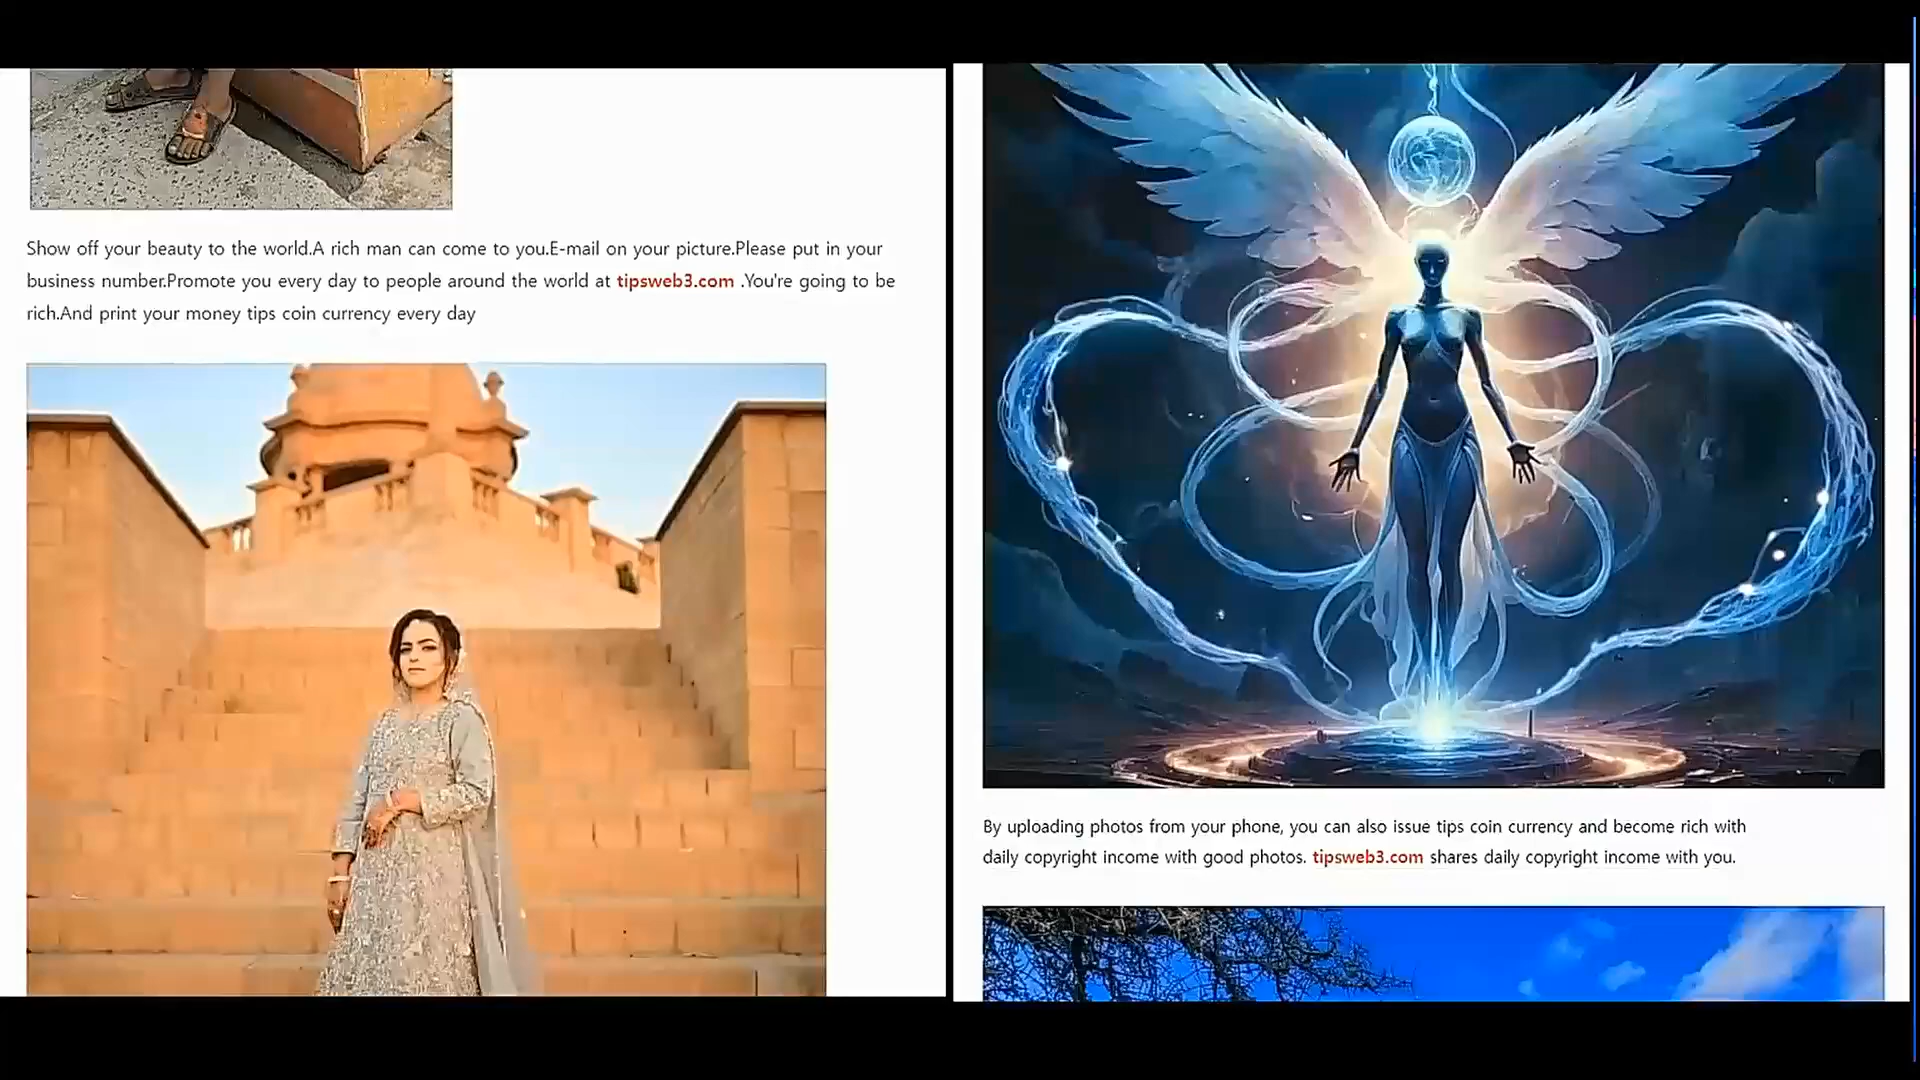 Show off your beauty to the world.A rich man can come to you.E-mail on your picture.Please put in your
business number.Promote you every day to people around the world at tipsweb3.com .You're going to be
rich.And print your money tips coin currency every day
By uploading photos from your phone, you can also issue tips coin currency and become rich with
daily copyright income with good photos. tipsweb3.com shares daily copyright income with you.